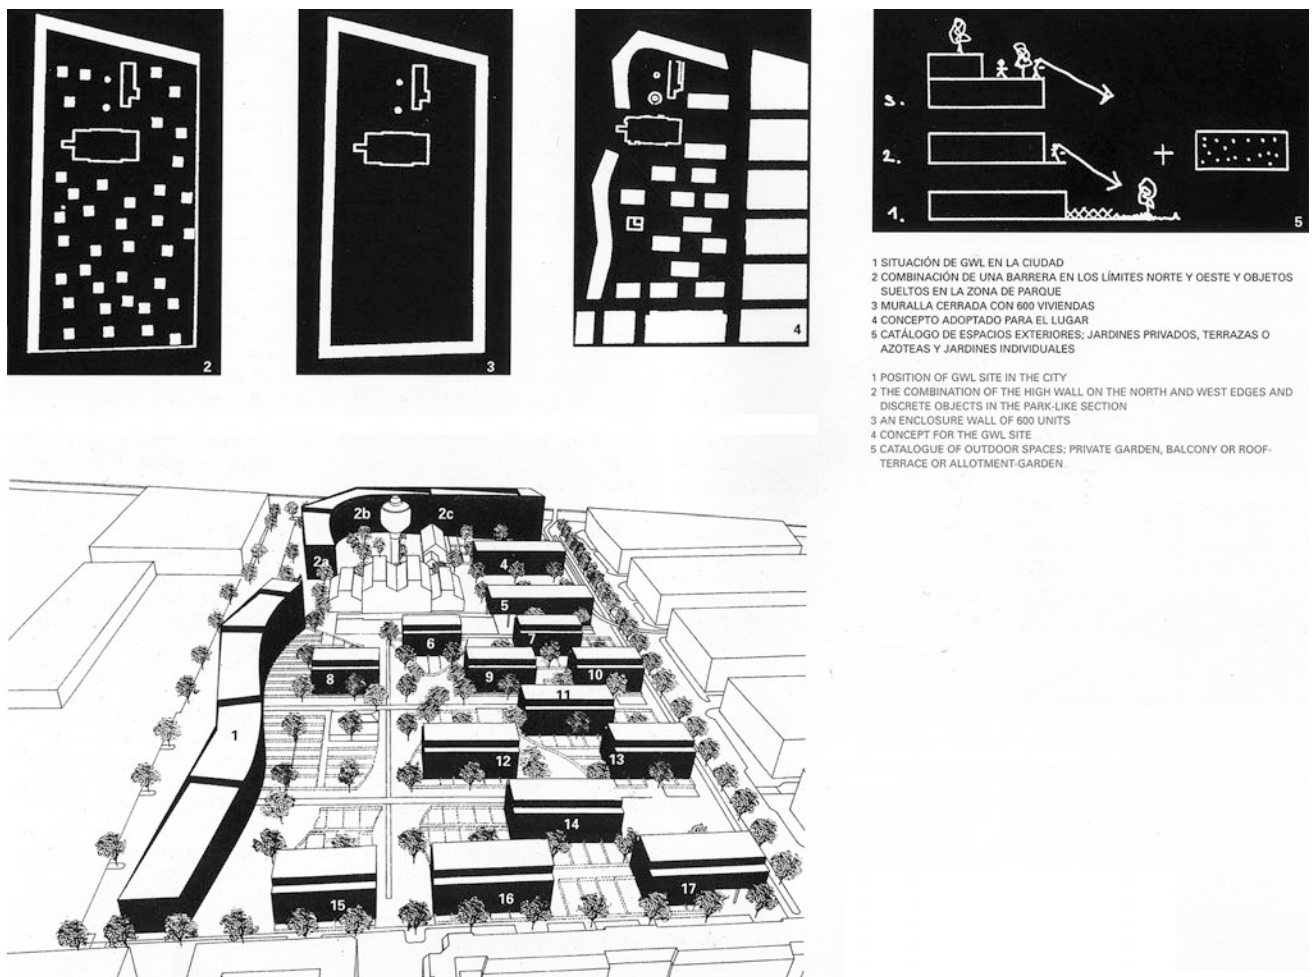 2
3
4
3.
2.
1.
+
5
1 SITUACIÓN DE GWL EN LA CIUDAD
2 COMBINACIÓN DE UNA BARRERA EN LOS LÍMITES NORTE Y OESTE Y OBJETOS
SUELTOS EN LA ZONA DE PARQUE
3 MURALLA CERRADA CON 600 VIVIENDAS
4 CONCEPTO ADOPTADO PARA EL LUGAR
5 CATÁLOGO DE ESPACIOS EXTERIORES; JARDINES PRIVADOS, TERRAZAS O
AZOTEAS Y JARDINES INDIVIDUALES
1 POSITION OF GWL SITE IN THE CITY
2 THE COMBINATION OF THE HIGH WALL ON THE NORTH AND WEST EDGES AND
DISCRETE OBJECTS IN THE PARK-LIKE SECTION
3 AN ENCLOSURE WALL OF 600 UNITS
4 CONCEPT FOR THE GWL SITE
5 CATALOGUE OF OUTDOOR SPACES; PRIVATE GARDEN, BALCONY OR ROOF-
TERRACE OR ALLOTMENT-GARDEN
2b
2c
2a
4
5
6
7
8
9
10
11
1
12
13
14
15
16
17